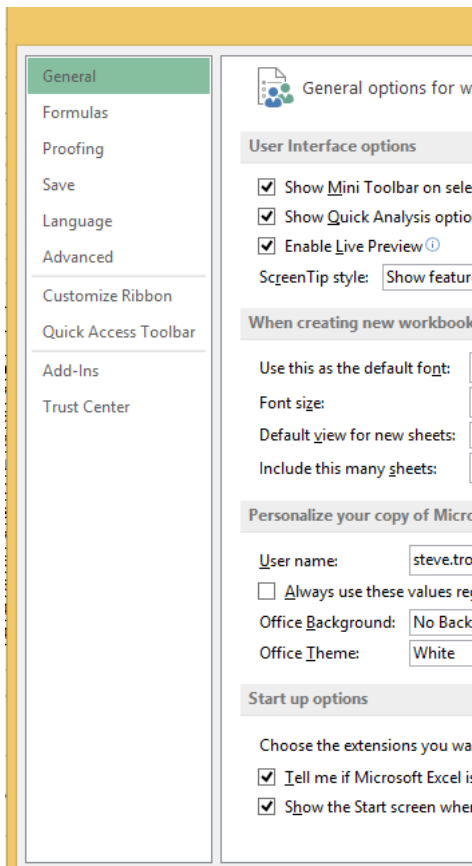 General
Formulas
Proofing
Save
Language
Advanced
Customize Ribbon
Quick Access Toolbar
Add-Ins
Trust Center
General options for w
User Interface options
Show Mini Toolbar on sele
Show Quick Analysis optio
Enable Live Preview
ScreenTip style: Show featur
When creating new workbook
Use this as the default font:
Font size:
Default view for new sheets:
Include this many sheets:
Personalize your copy of Micro
User name: steve.tro
Always use these values re
Office Background: No Back
Office Theme: White
Start up options
Choose the extensions you wa
Tell me if Microsoft Excel is
Show the Start screen when